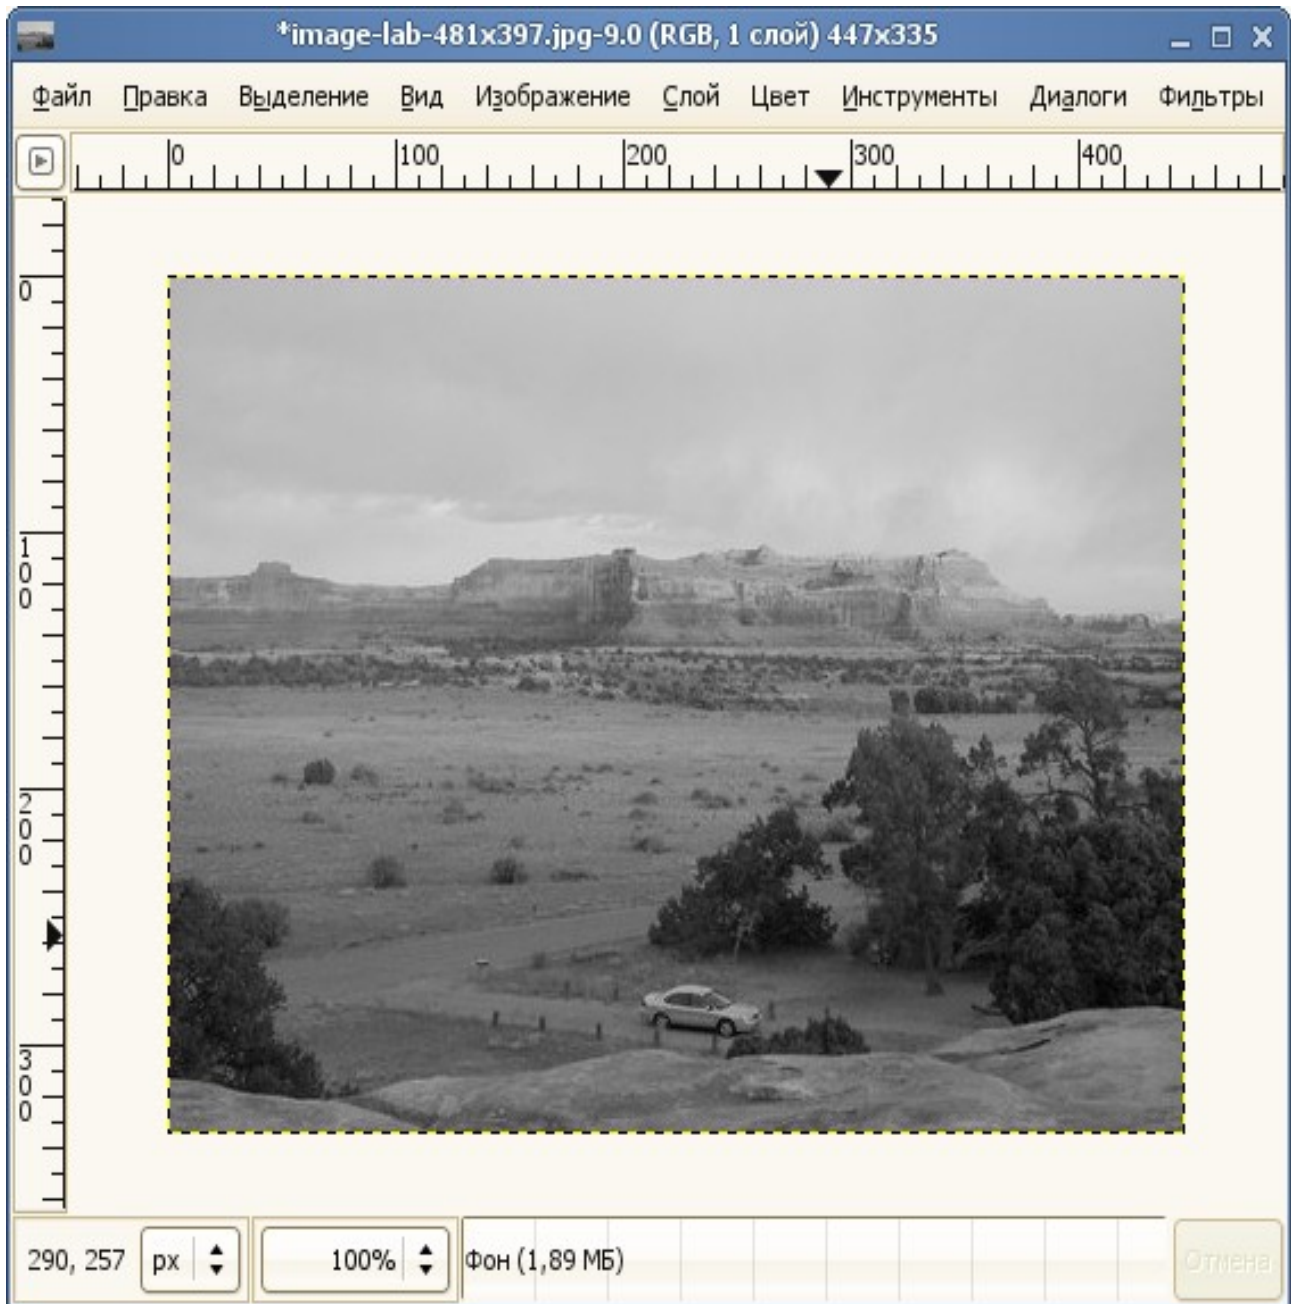 *image-lab-481x397.jpg-9.0 (RGB, 1 слой) 447x335
Файл Правка Выделение Вид Изображение Слой Цвет Инструменты Диалоги Фильтры
0 100 200 300 400
0
100
200
300
290, 257 px 100% Фон (1,89 МБ) Отмена